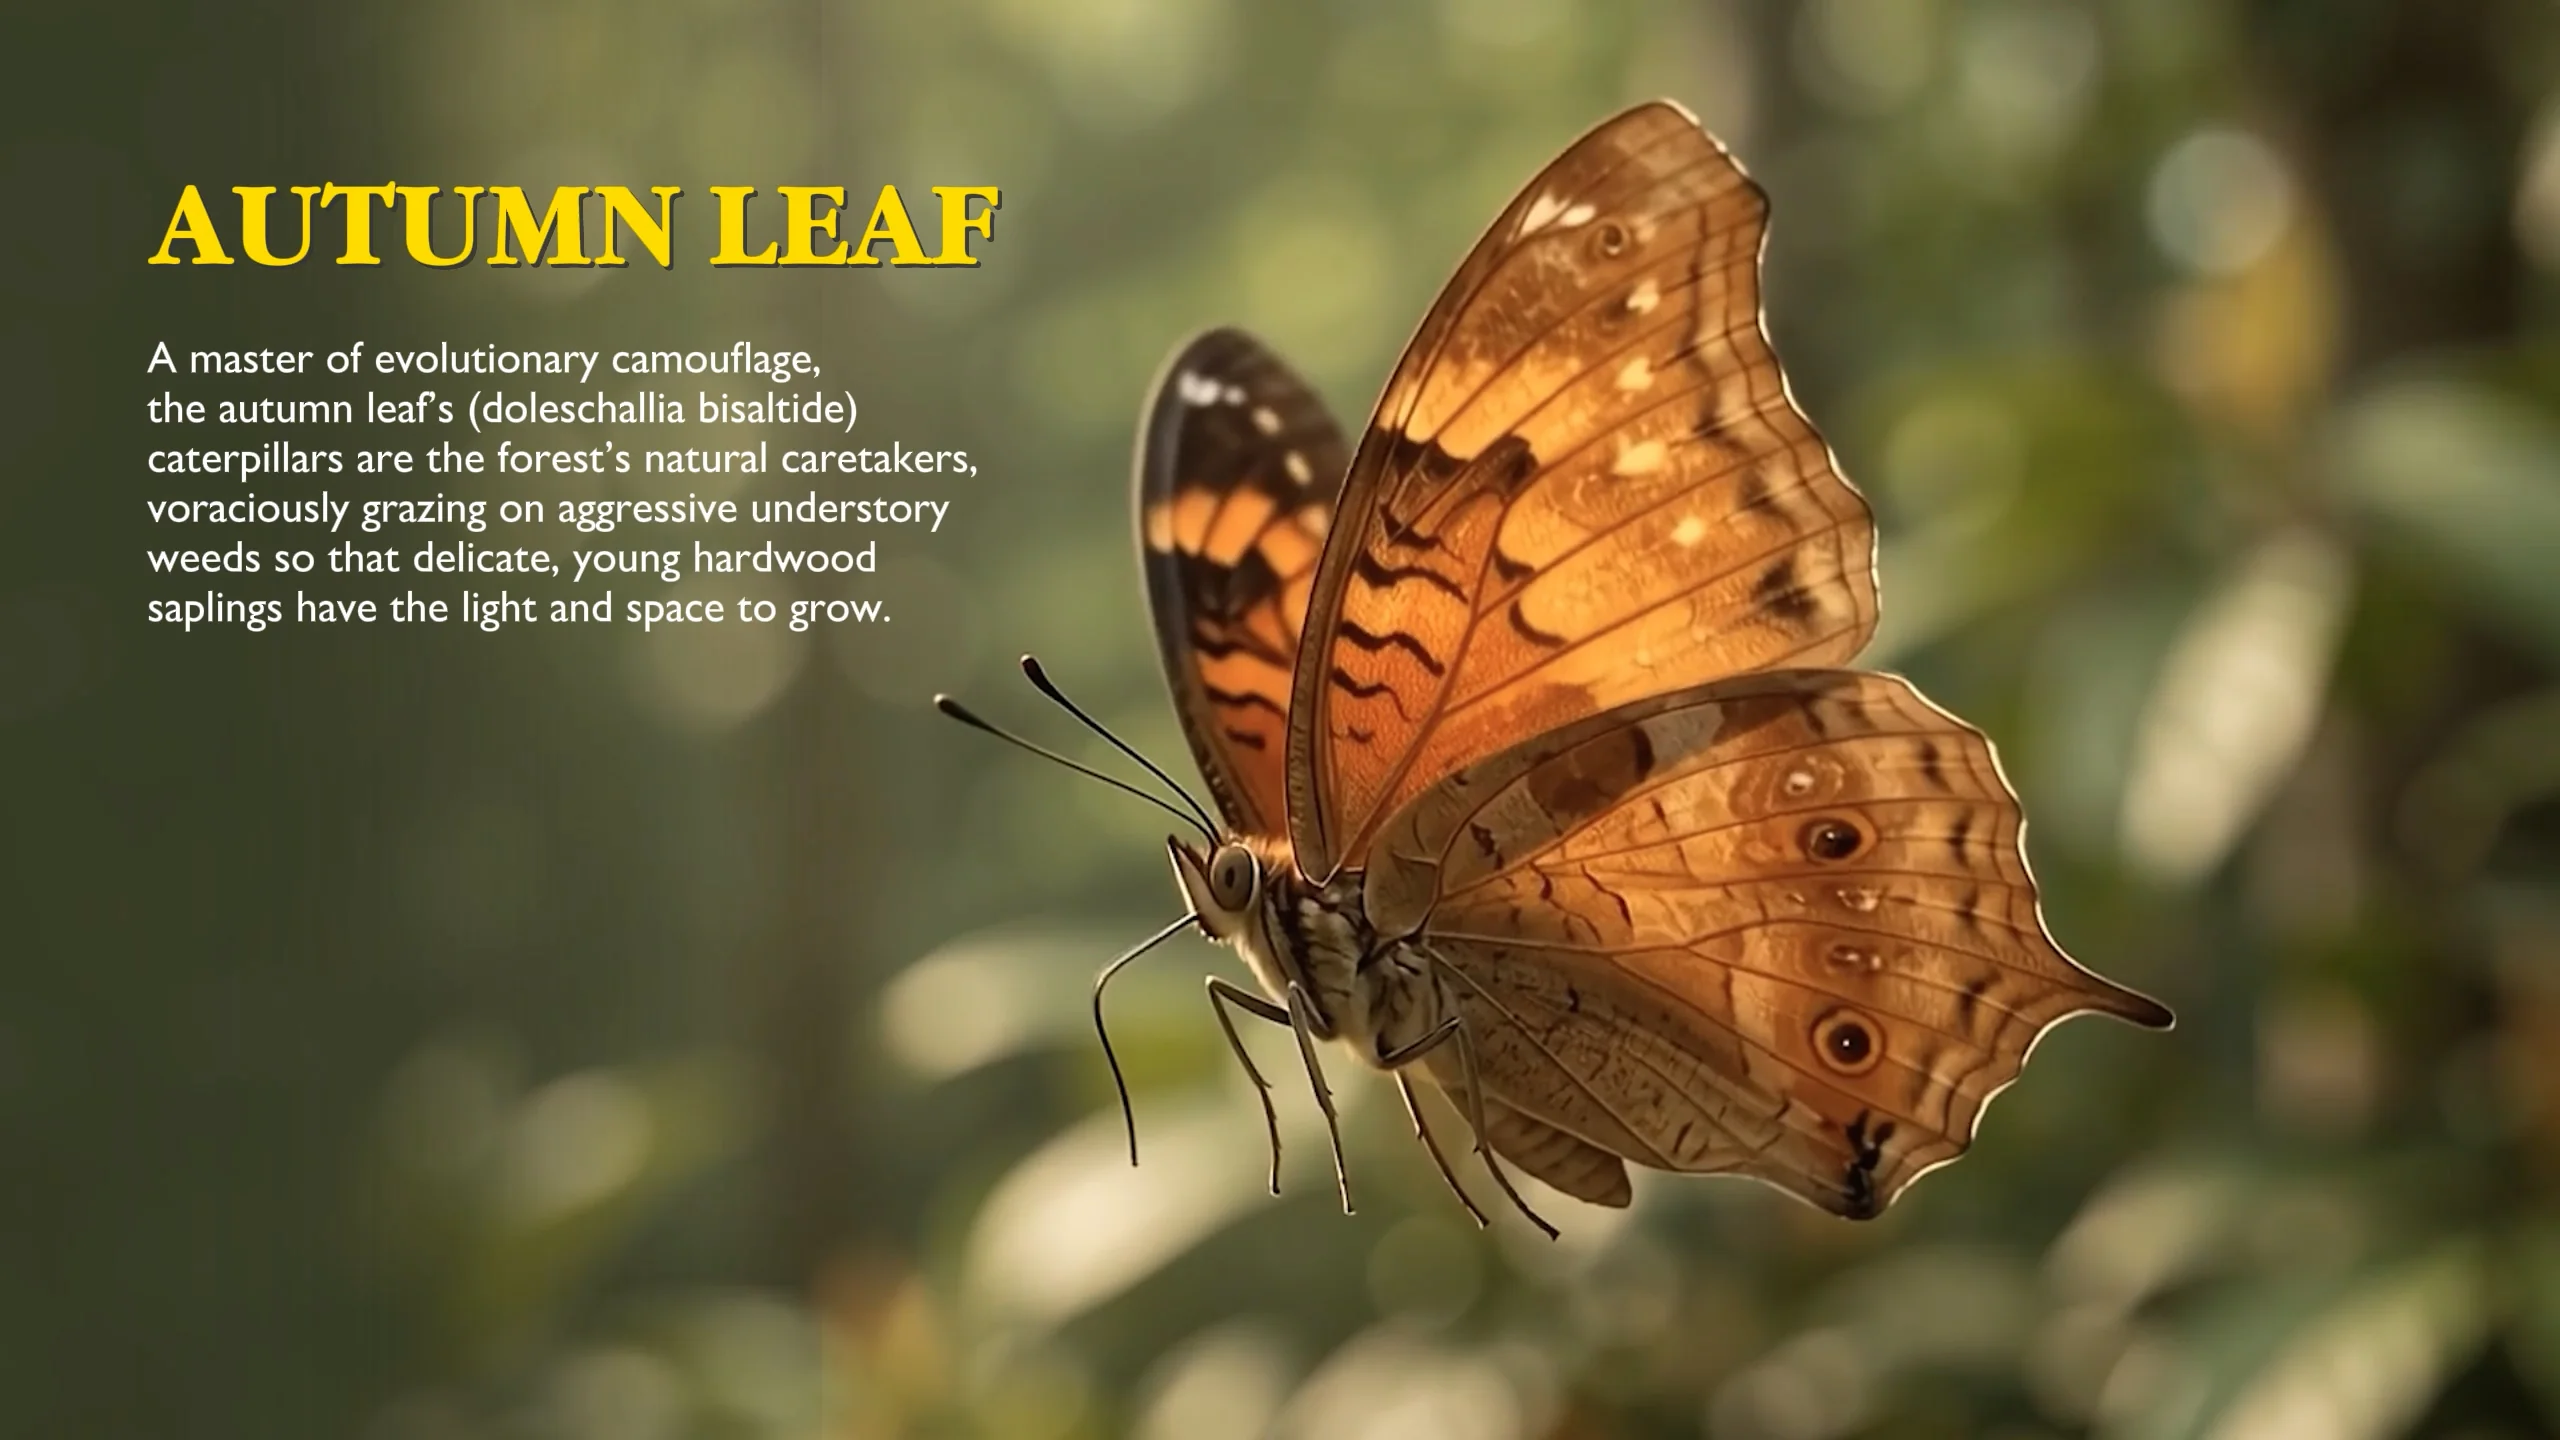 AUTUMN LEAF
A master of evolutionary camouflage,
the autumn leaf’s (doleschallia bisaltide)
caterpillars are the forest’s natural caretakers,
voraciously grazing on aggressive understory
weeds so that delicate, young hardwood
saplings have the light and space to grow.